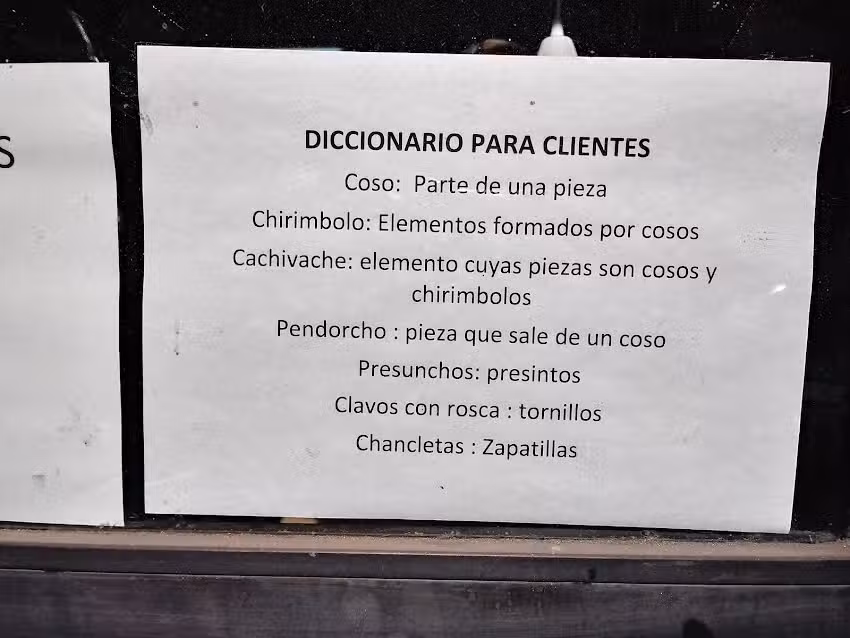 S
DICCIONARIO PARA CLIENTES
Coso: Parte de una pieza
Chirimbolo: Elementos formados por cosos
Cachivache: elemento cuyas piezas son cosos y
chirimbolos
Pendorcho : pieza que sale de un coso
Presunchos: presintos
Clavos con rosca : tornillos
Chancletas : Zapatillas